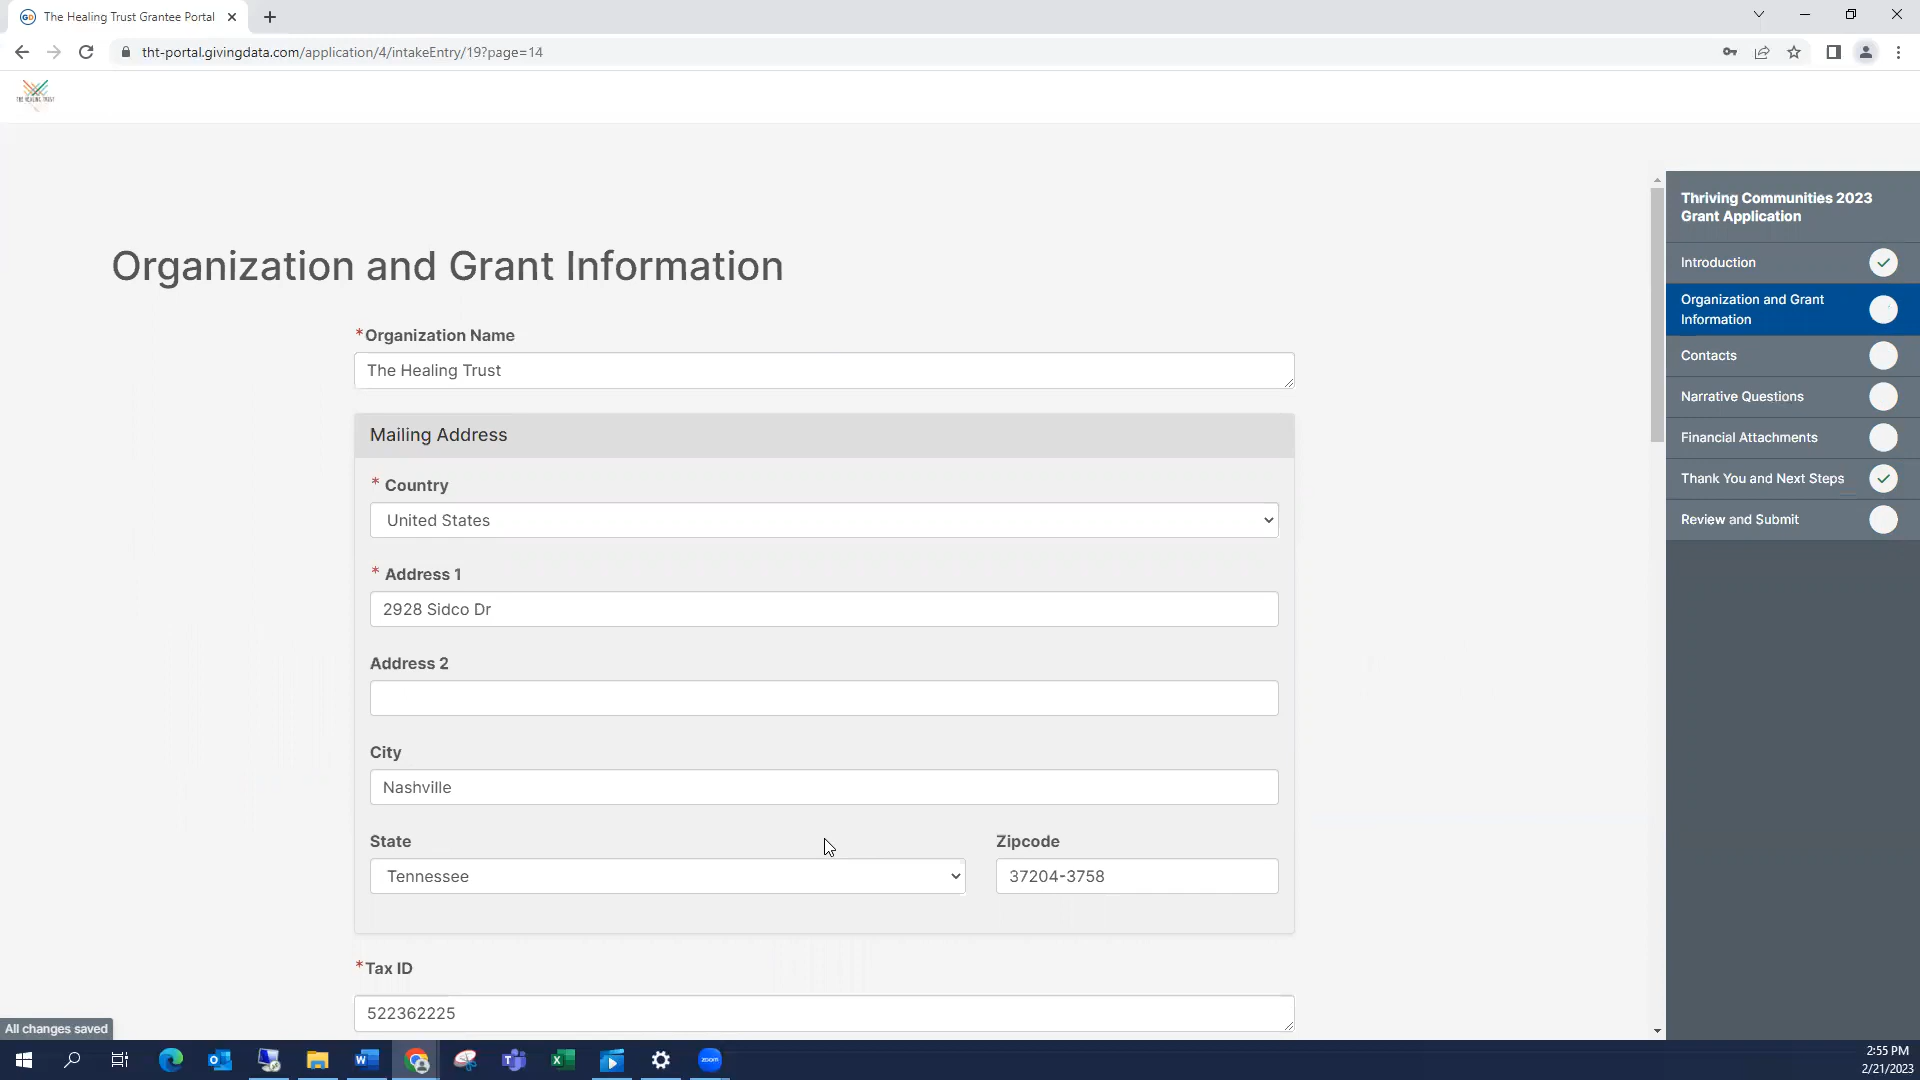 The Healing Trust Grantee Portal
tht-portal.givingdata.com/application/4/intakeEntry/19?page=14
THE HEALING TRUST
Organization and Grant Information
*Organization Name
The Healing Trust
Mailing Address
* Country
United States
* Address 1
2928 Sidco Dr
Address 2
City
Nashville
State
Zipcode
Tennessee
37204-3758
*Tax ID
522362225
Thriving Communities 2023
Grant Application
Introduction
Organization and Grant
Information
Contacts
Narrative Questions
Financial Attachments
Thank You and Next Steps
Review and Submit
All changes saved
zoom
2:55 PM
2/21/2023